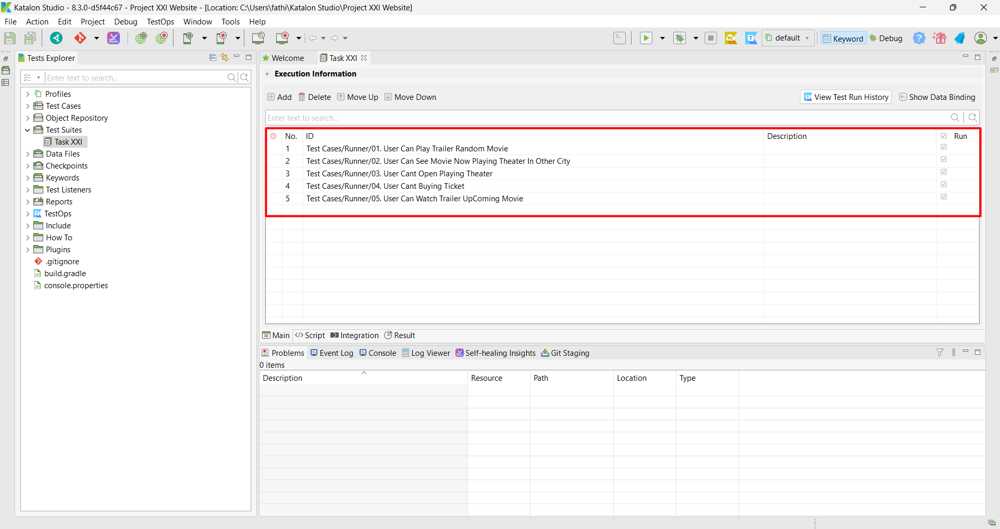 Katalon Studio - 8.3.0-d5f44c67 - Project XXI Website - [Location: C:\Users\fathi\Katalon Studio\Project XXI Website]
File Action Edit Project Debug TestOps Window Tools Help
default Keyword Debug
Tests Explorer
Enter text to search...
Profiles
Test Cases
Object Repository
Test Suites
Task XXI
Data Files
Checkpoints
Keywords
Test Listeners
Reports
TestOps
Include
How To
Plugins
.gitignore
build.gradle
console.properties
Welcome Task XXI
Execution Information
Add Delete Move Up Move Down View Test Run History Show Data Binding
Enter text to search...
No. ID Description Run
1 Test Cases/Runner/01. User Can Play Trailer Random Movie
2 Test Cases/Runner/02. User Can See Movie Now Playing Theater In Other City
3 Test Cases/Runner/03. User Cant Open Playing Theater
4 Test Cases/Runner/04. User Cant Buying Ticket
5 Test Cases/Runner/05. User Can Watch Trailer UpComing Movie
Main </> Script Integration Result
Problems Event Log Console Log Viewer Self-healing Insights Git Staging
0 items
Description Resource Path Location Type